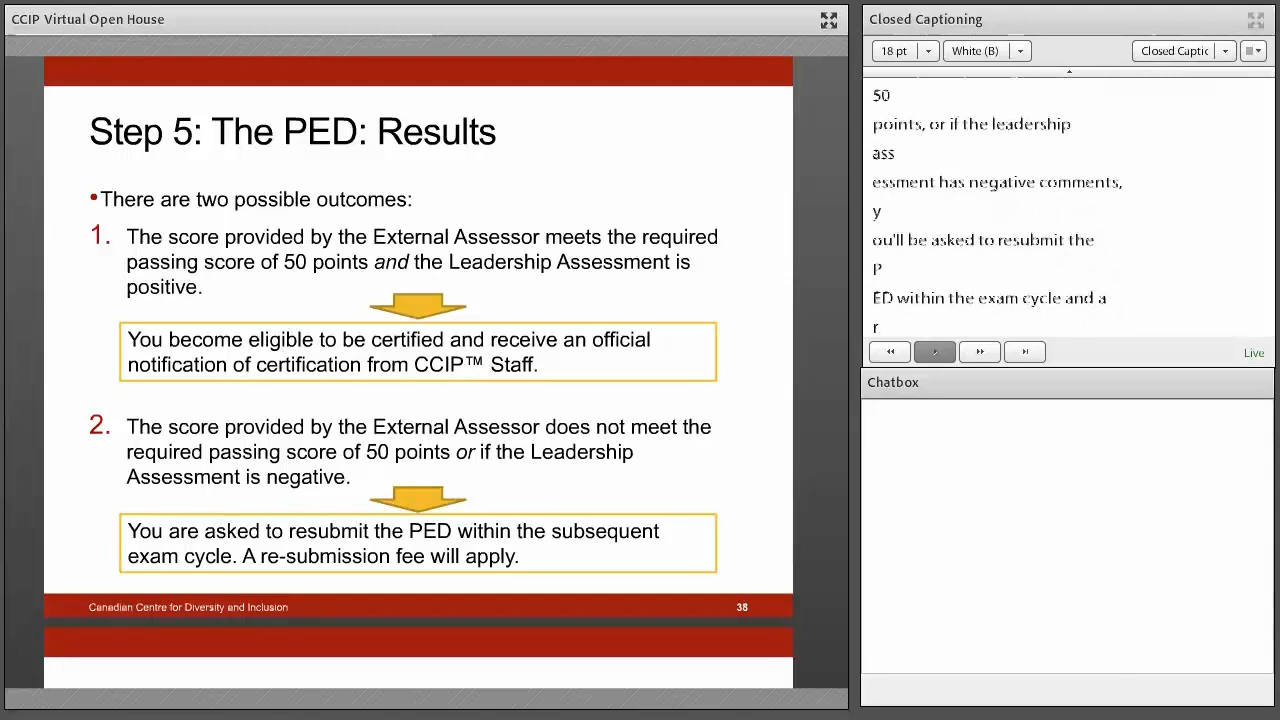 CCIP Virtual Open House
Step 5: The PED: Results
•There are two possible outcomes:
1. The score provided by the External Assessor meets the required
passing score of 50 points and the Leadership Assessment is
positive.
You become eligible to be certified and receive an official
notification of certification from CCIP™ Staff.
2. The score provided by the External Assessor does not meet the
required passing score of 50 points or if the Leadership
Assessment is negative.
You are asked to resubmit the PED within the subsequent
exam cycle. A re-submission fee will apply.
Canadian Centre for Diversity and Inclusion
38
Closed Captioning
18 pt
White (B)
Closed Captic
50
points, or if the leadership
ass
essment has negative comments,
y
ou'll be asked to resubmit the
P
ED within the exam cycle and a
r
Live
Chatbox